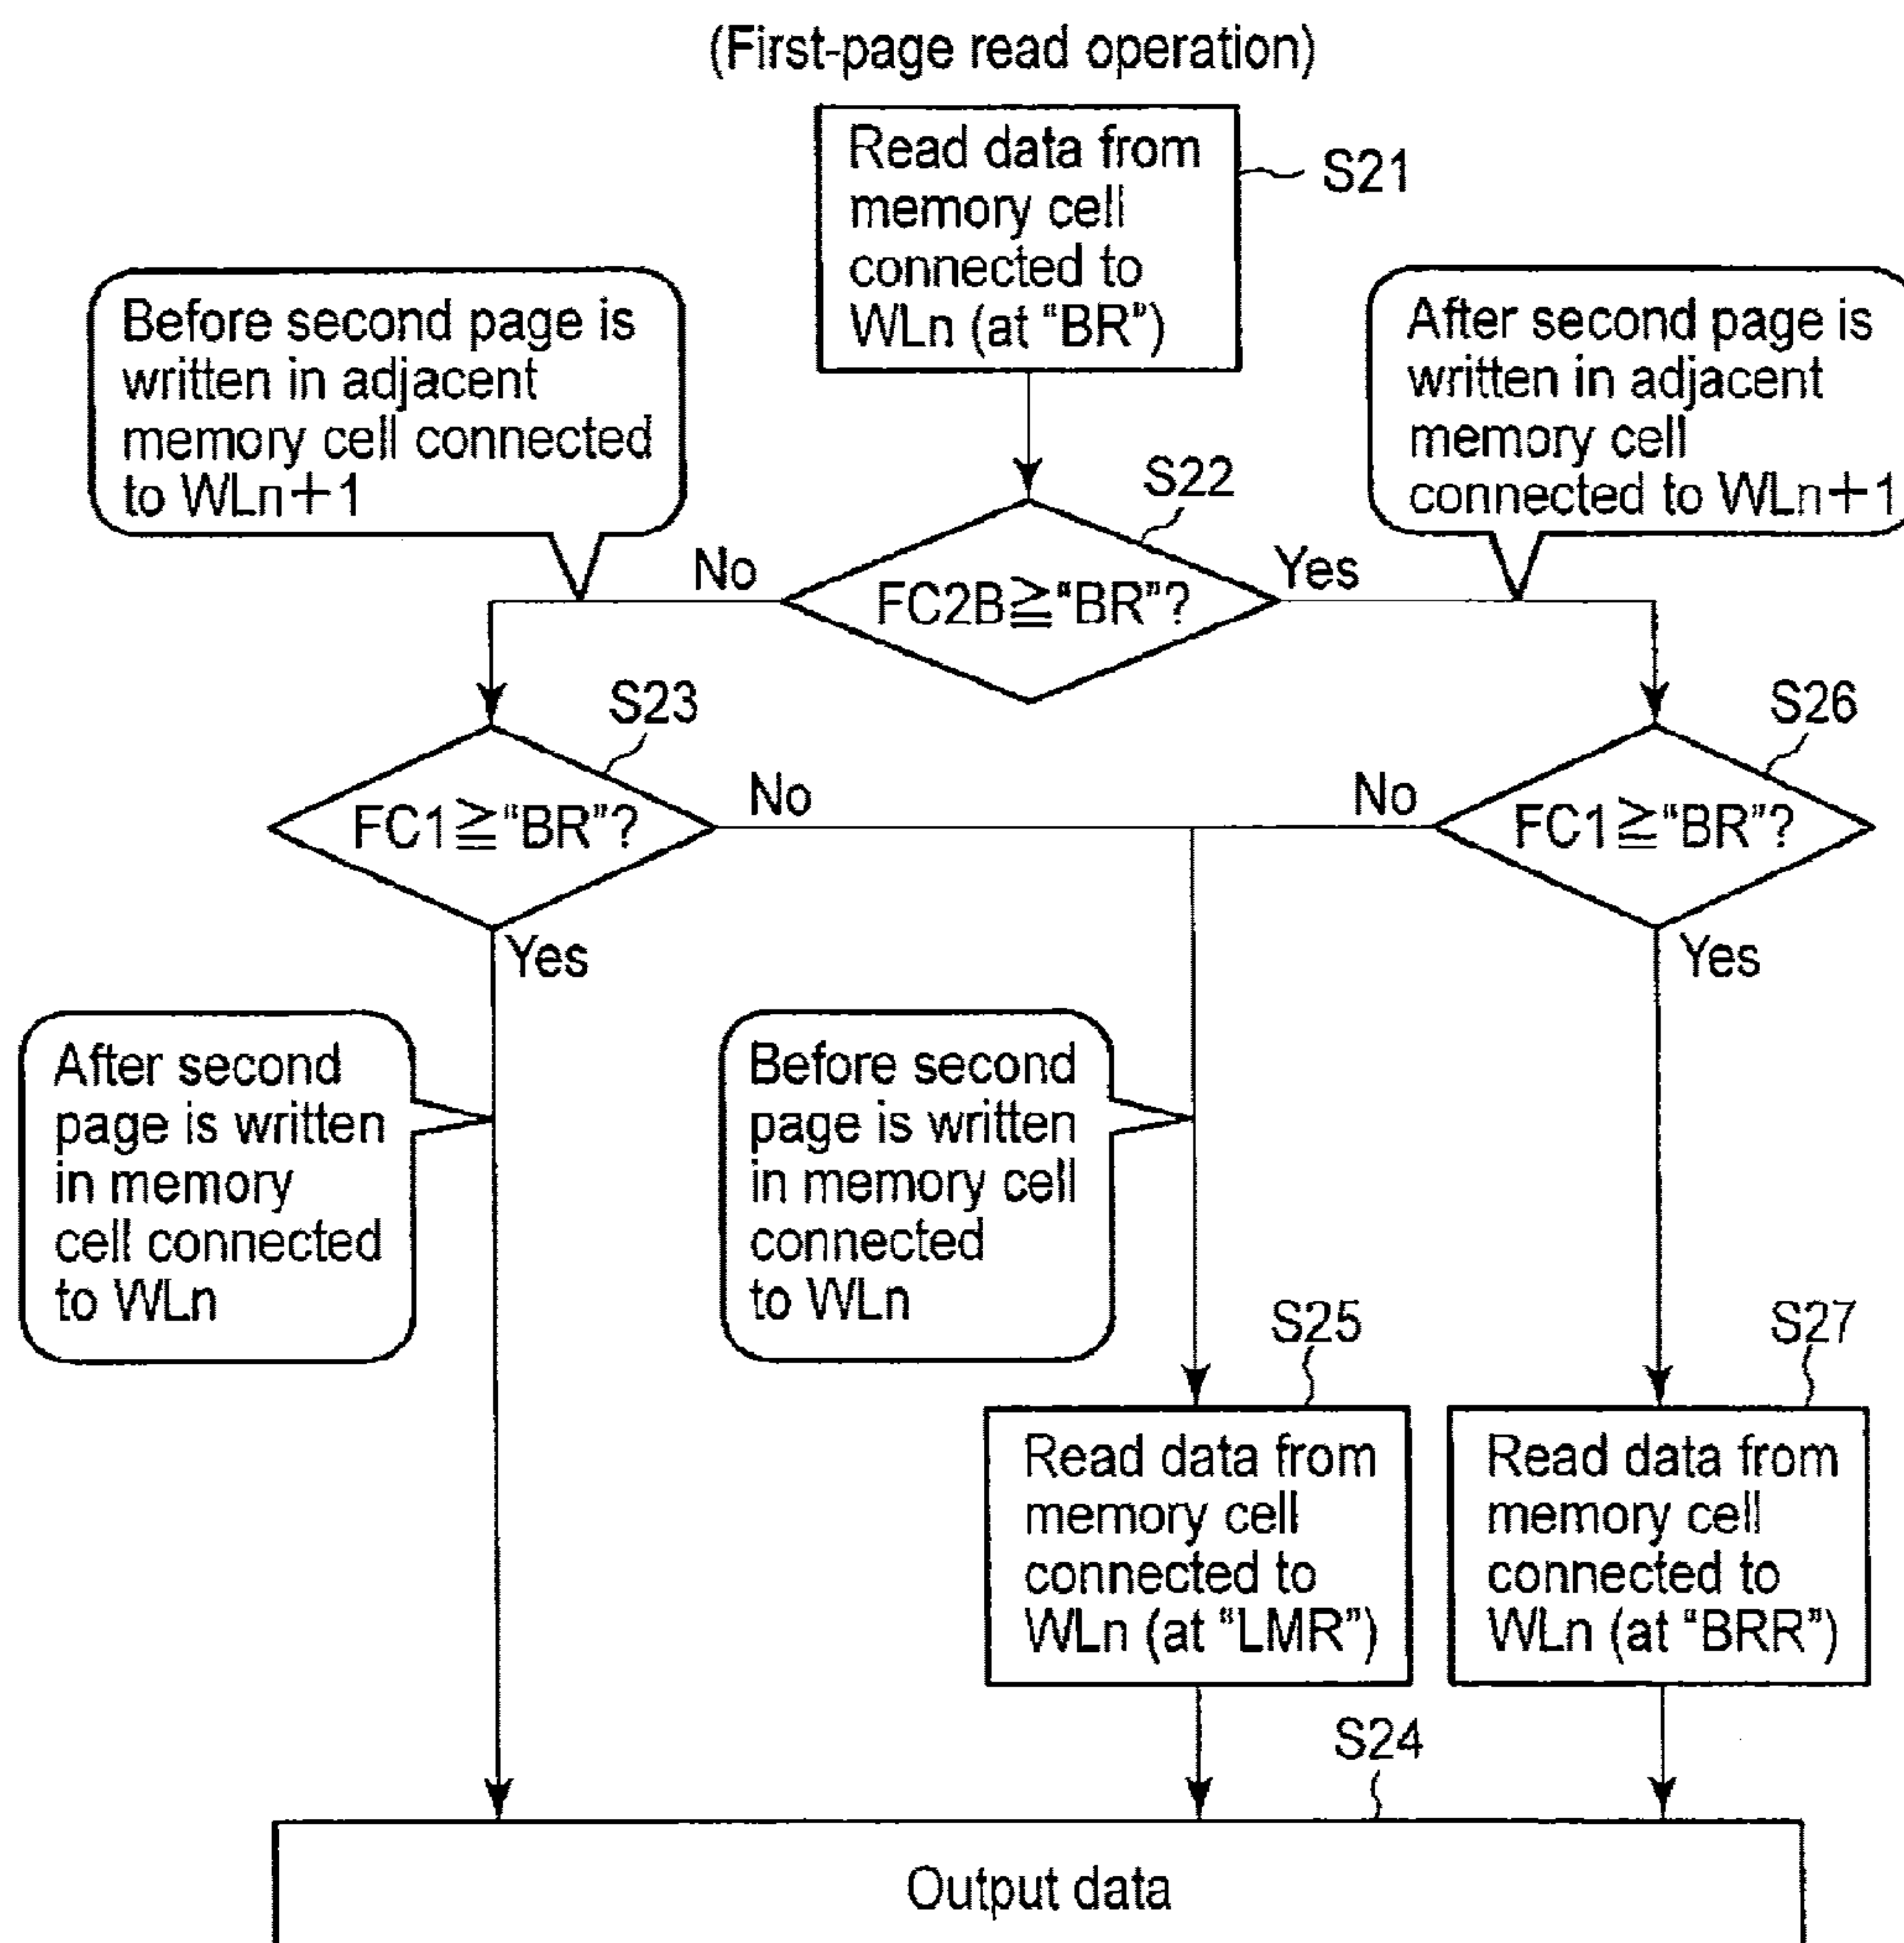 (First-page read operation)
Read data from
memory cell
connected to
WLn (at “BR”)
S21
Before second page is
written in adjacent
memory cell connected
to WLn+1
After second page is
written in adjacent
memory cell
connected to WLn+1
S22
No
FC2B≧“BR”?
Yes
S23
FC1≧“BR”?
No
Yes
S26
No
FC1≧“BR”?
Yes
After second
page is written
in memory
cell connected
to WLn
Before second
page is written
in memory cell
connected
to WLn
S25
Read data from
memory cell
connected to
WLn (at “LMR”)
S27
Read data from
memory cell
connected to
WLn (at “BRR”)
S24
Output data